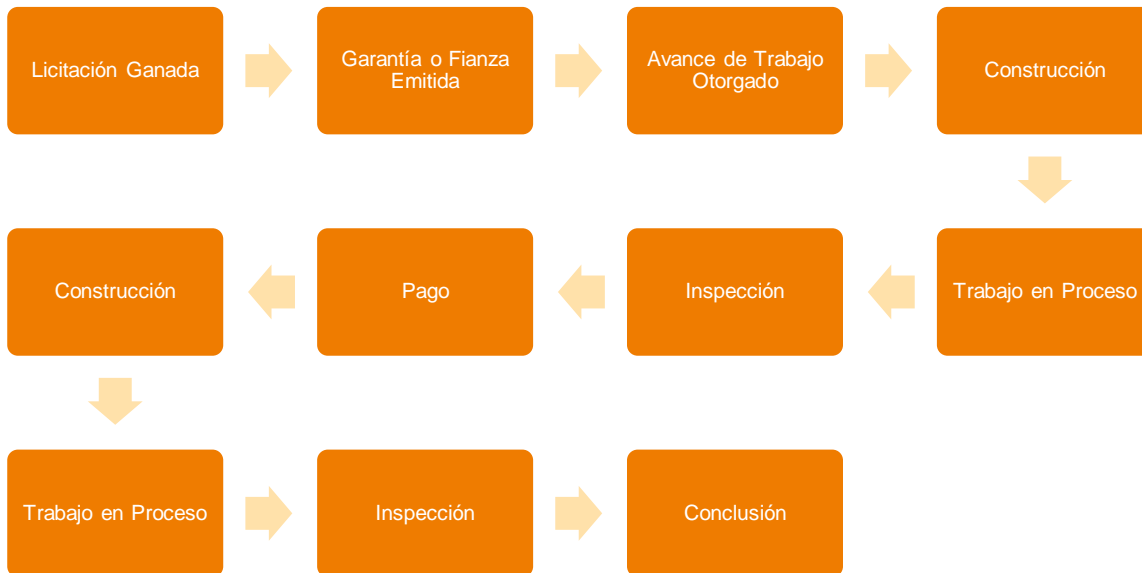 Licitación Ganada
Garantía o Fianza
Emitida
Avance de Trabajo
Otorgado
Construcción
Trabajo en Proceso
Inspección
Pago
Construcción
Trabajo en Proceso
Inspección
Conclusión